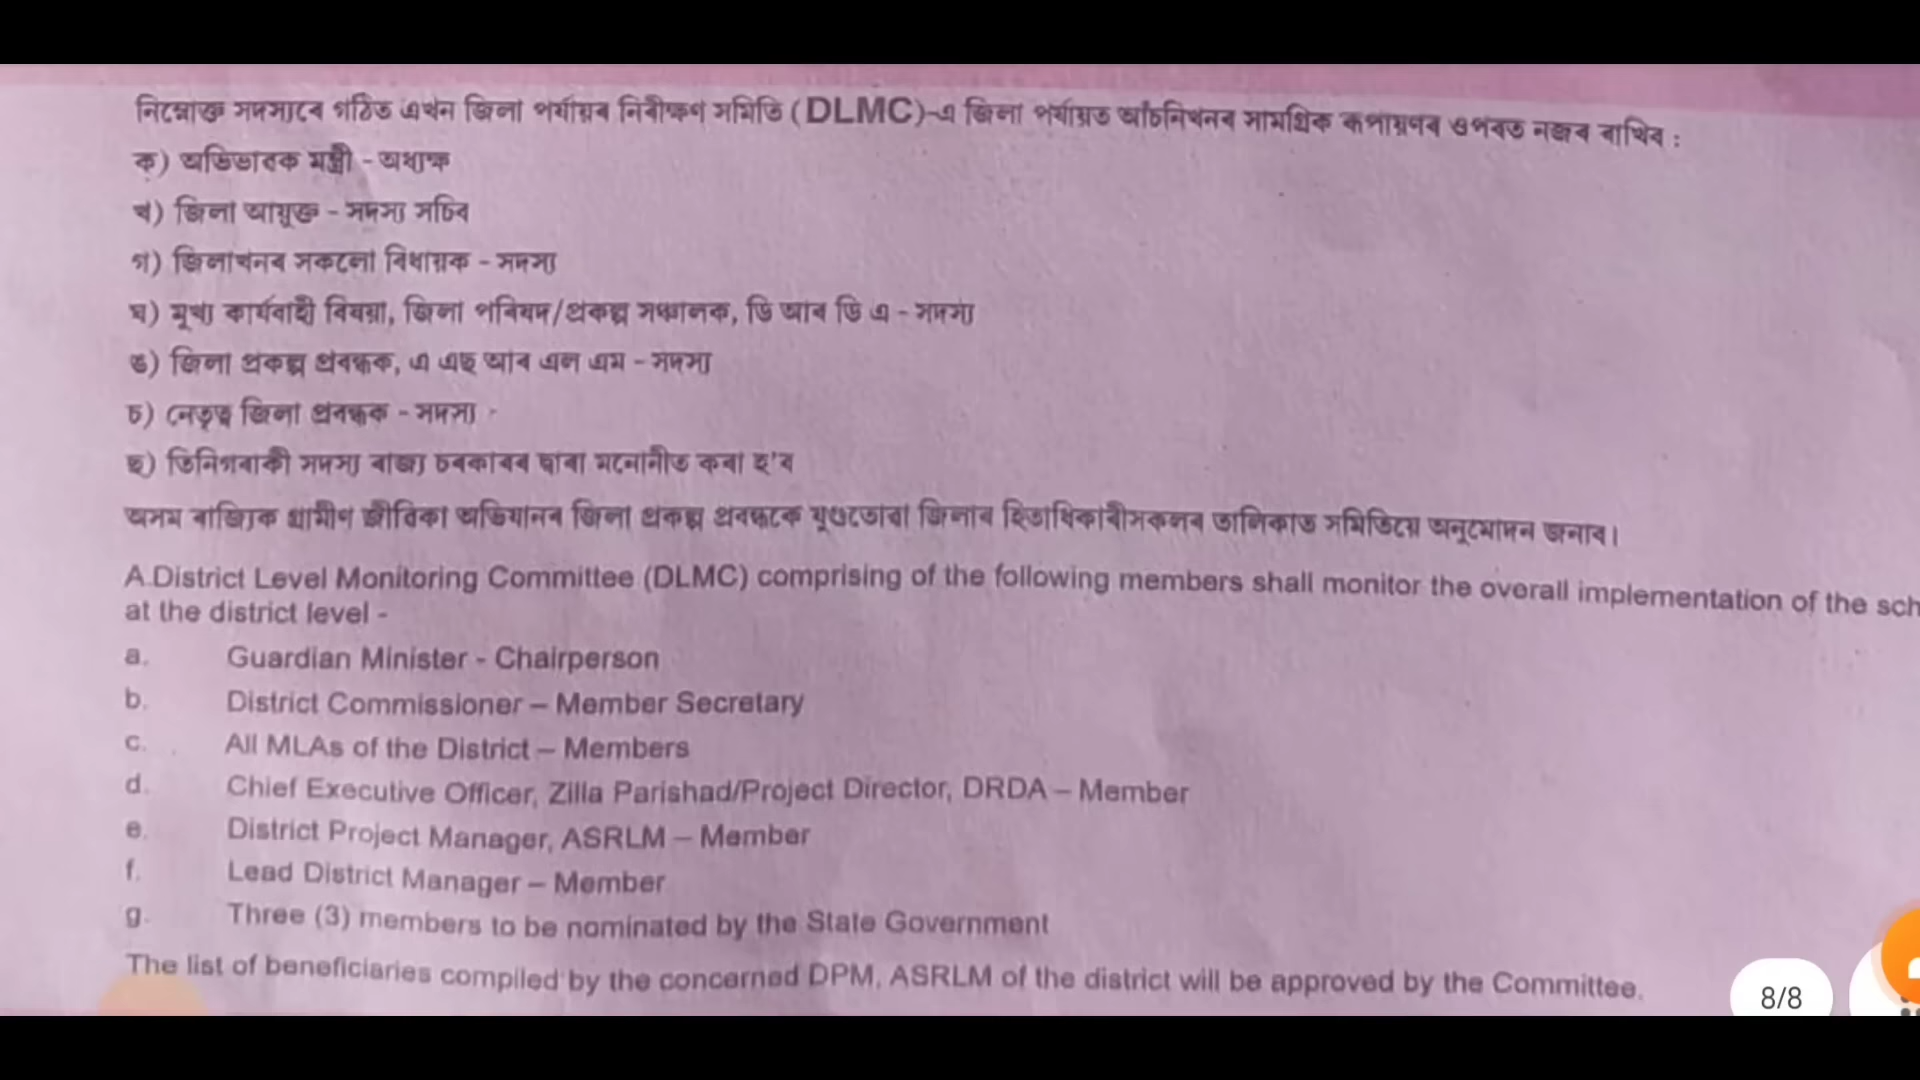 নিম্নোক্ত সদস্যৰে গঠিত এখন জিলা পৰ্যায়ৰ নিৰীক্ষণ সমিতি (DLMC)-এ জিলা পৰ্যায়ত আঁচনিখনৰ সামগ্ৰিক ৰূপায়ণৰ ওপৰত নজৰ ৰাখিব :
ক) অভিভাৱক মন্ত্ৰী - অধ্যক্ষ
খ) জিলা আয়ুক্ত - সদস্য সচিব
গ) জিলাখনৰ সকলো বিধায়ক - সদস্য
ঘ) মুখ্য কাৰ্যবাহী বিষয়া, জিলা পৰিষদ/প্ৰকল্প সঞ্চালক, ডি আৰ ডি এ - সদস্য
ঙ) জিলা প্ৰকল্প প্ৰবন্ধক, এ এছ আৰ এল এম - সদস্য
চ) নেতৃত্ব জিলা প্ৰবন্ধক - সদস্য
ছ) তিনিগৰাকী সদস্য ৰাজ্য চৰকাৰৰ দ্বাৰা মনোনীত কৰা হ'ব
অসম ৰাজ্যিক গ্ৰামীণ জীৱিকা অভিযানৰ জিলা প্ৰকল্প প্ৰবন্ধকে যুগুতোৱা জিলাৰ হিতাধিকাৰীসকলৰ তালিকাত সমিতিয়ে অনুমোদন জনাব।
A District Level Monitoring Committee (DLMC) comprising of the following members shall monitor the overall implementation of the sch
at the district level -
a. Guardian Minister - Chairperson
b. District Commissioner – Member Secretary
c. All MLAs of the District – Members
d. Chief Executive Officer, Zilla Parishad/Project Director, DRDA – Member
e. District Project Manager, ASRLM – Member
f. Lead District Manager – Member
g. Three (3) members to be nominated by the State Government
The list of beneficiaries compiled by the concerned DPM, ASRLM of the district will be approved by the Committee.
8/8